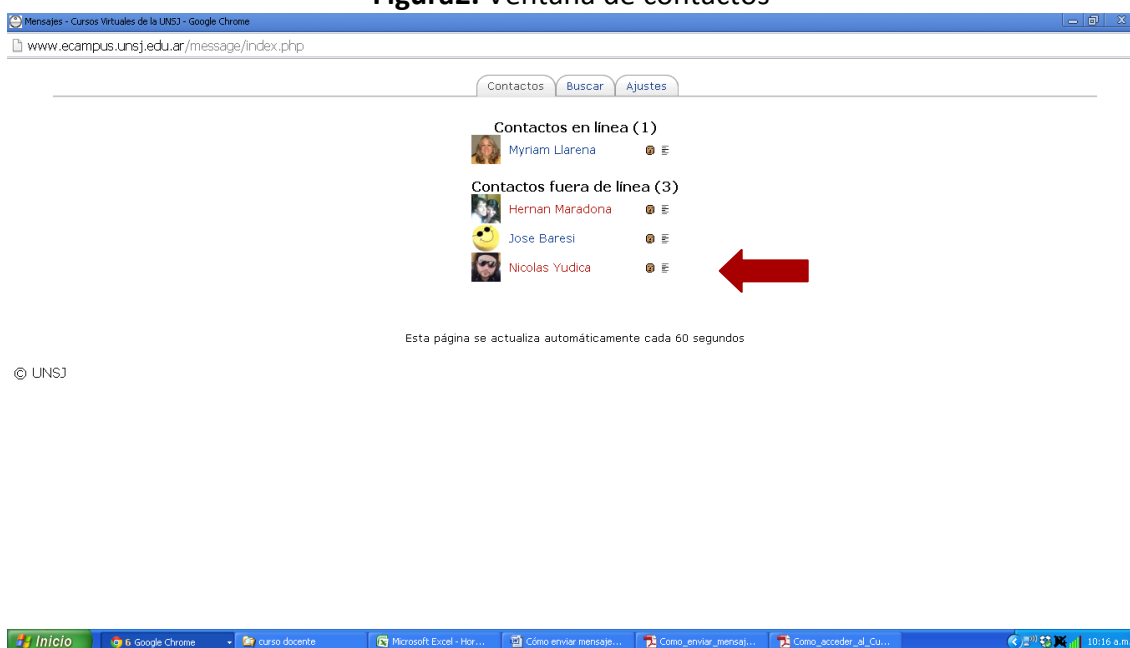 Figura2. Ventana de contactos
Mensajes - Cursos Virtuales de la UNSJ - Google Chrome
www.ecampus.unsj.edu.ar/message/index.php
Contactos Buscar Ajustes
Contactos en línea (1)
Myriam Llarena
Contactos fuera de línea (3)
Hernan Maradona
Jose Baresi
Nicolas Yudica
Esta página se actualiza automáticamente cada 60 segundos
© UNSJ
Inicio 6 Google Chrome curso docente Microsoft Excel - Hor... Cómo enviar mensaje... Como_enviar_mensaj... Como_acceder_al_Cu... 10:16 a.m.